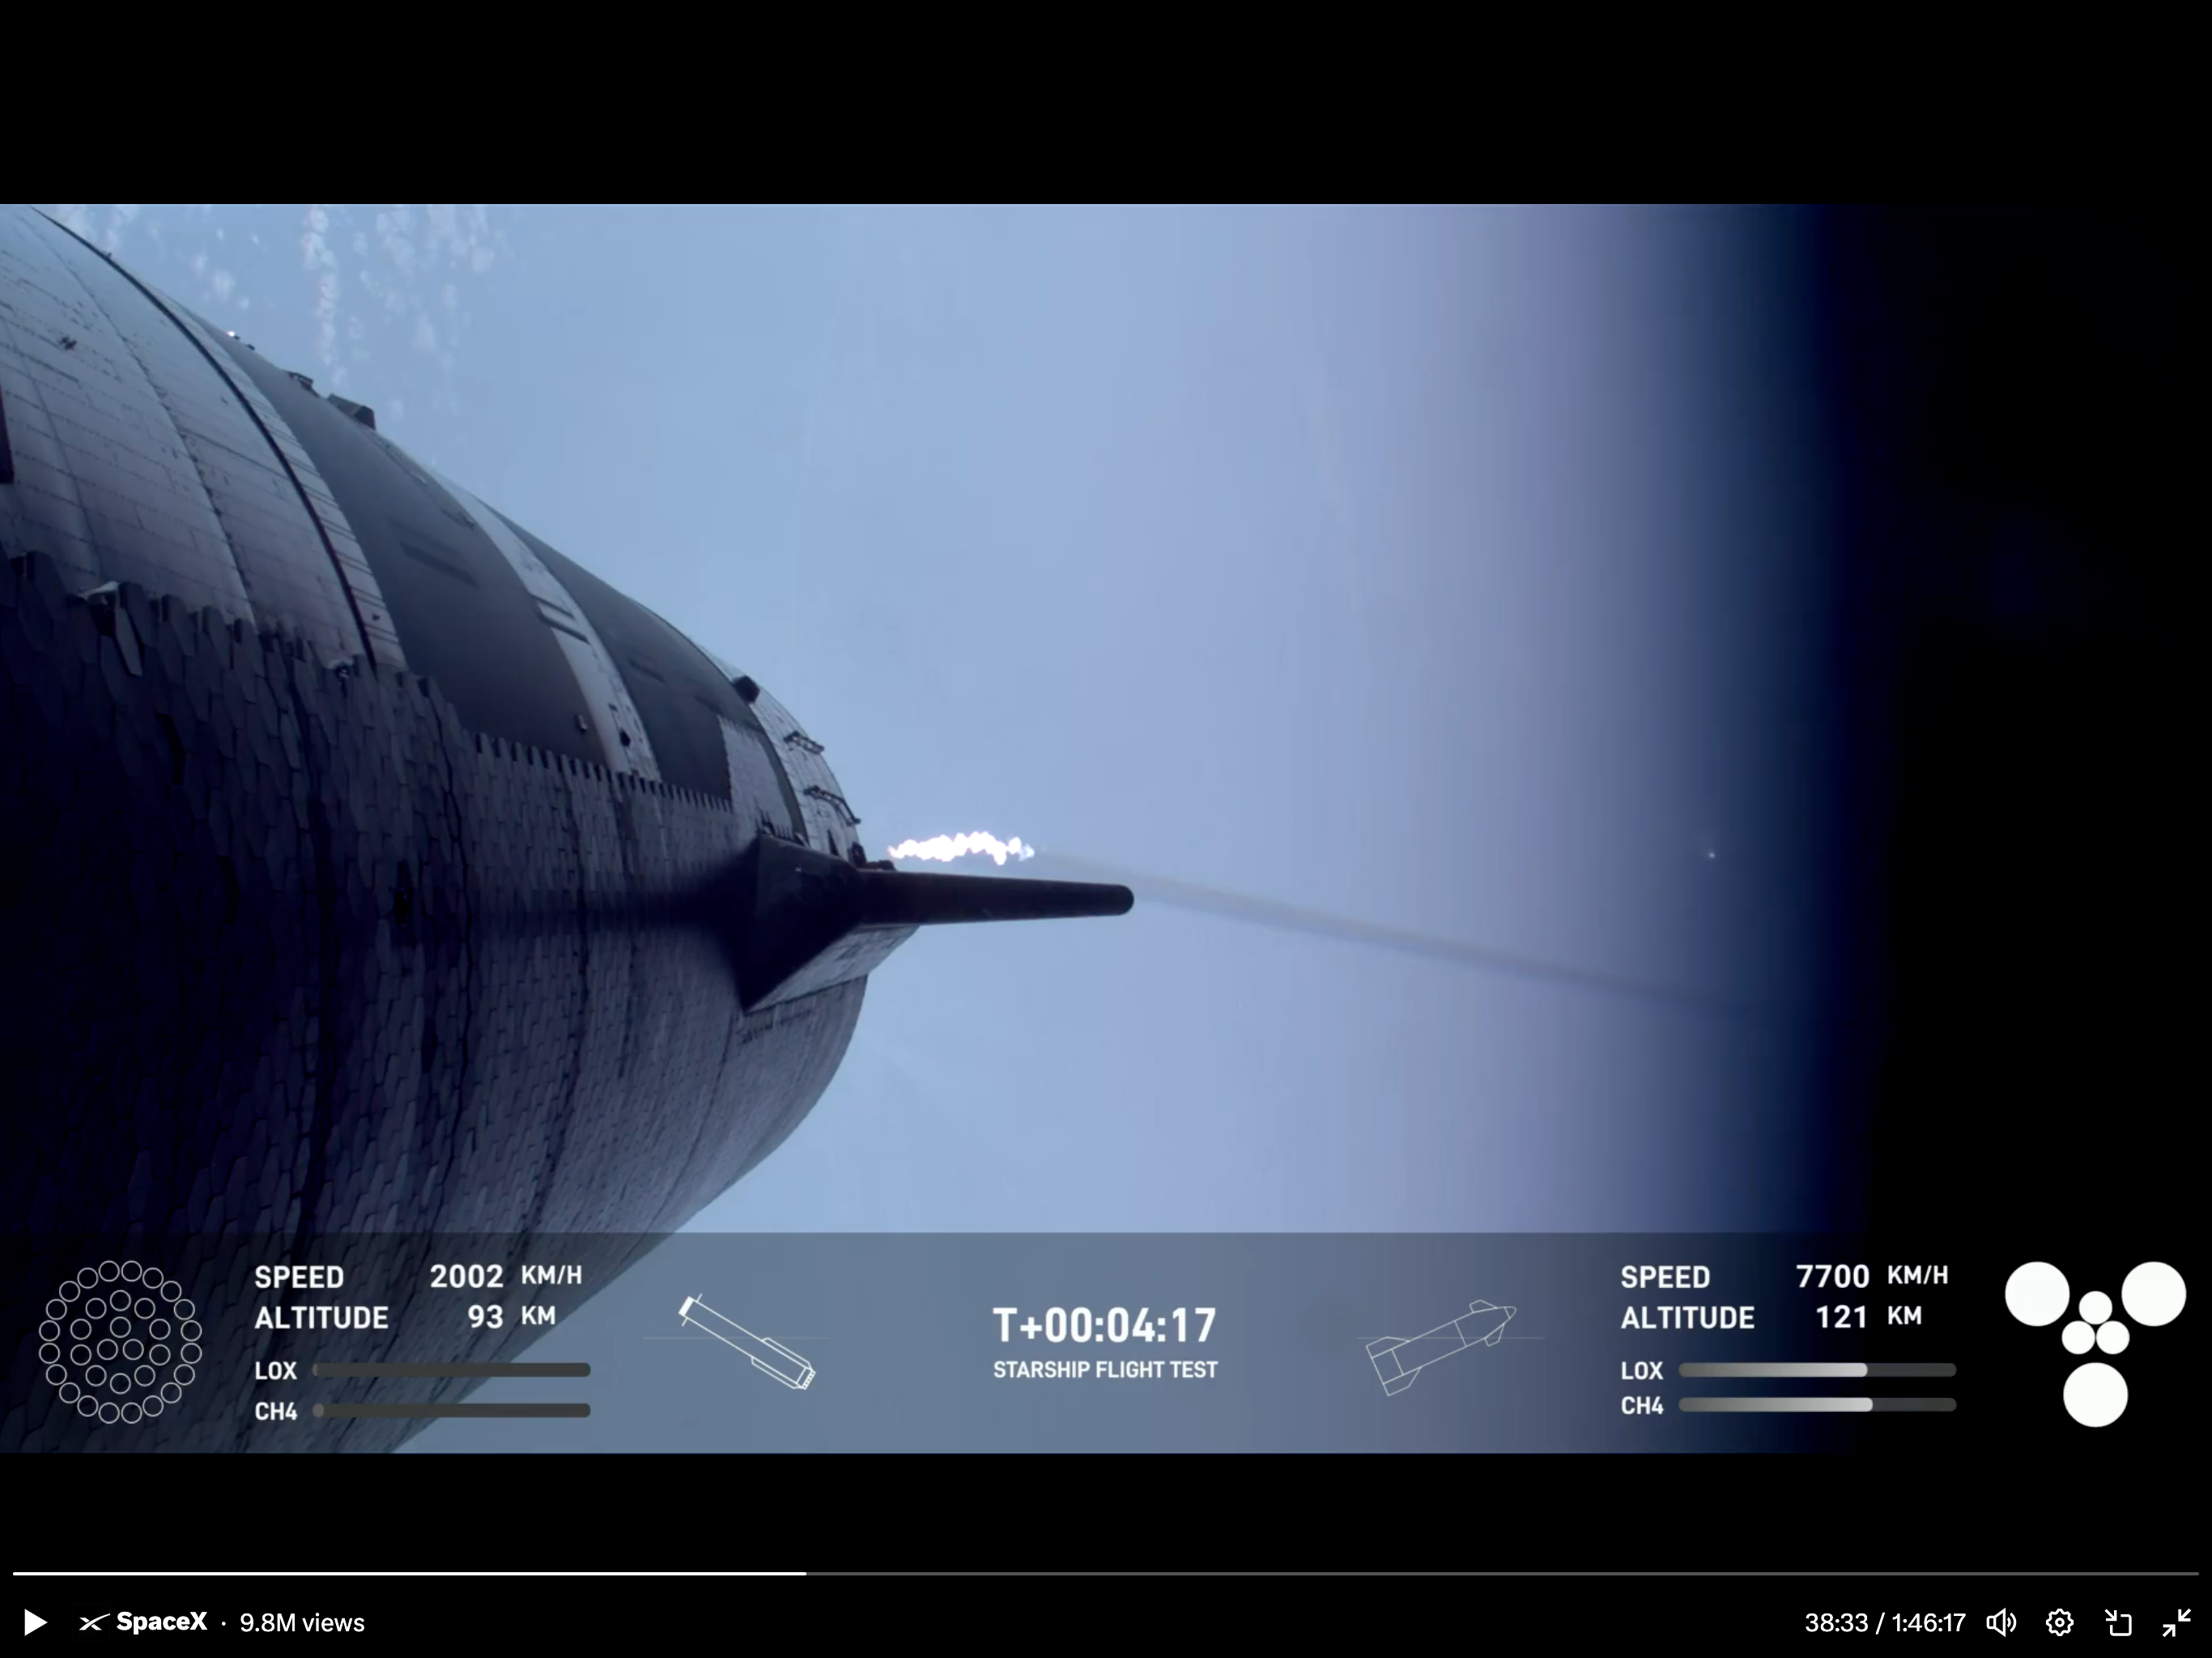 SPEED 2002 KM/H
ALTITUDE 93 KM
LOX
CH4
T+00:04:17
STARSHIP FLIGHT TEST
SPEED 7700 KM/H
ALTITUDE 121 KM
LOX
CH4
SpaceX · 9.8M views
38:33 / 1:46:17